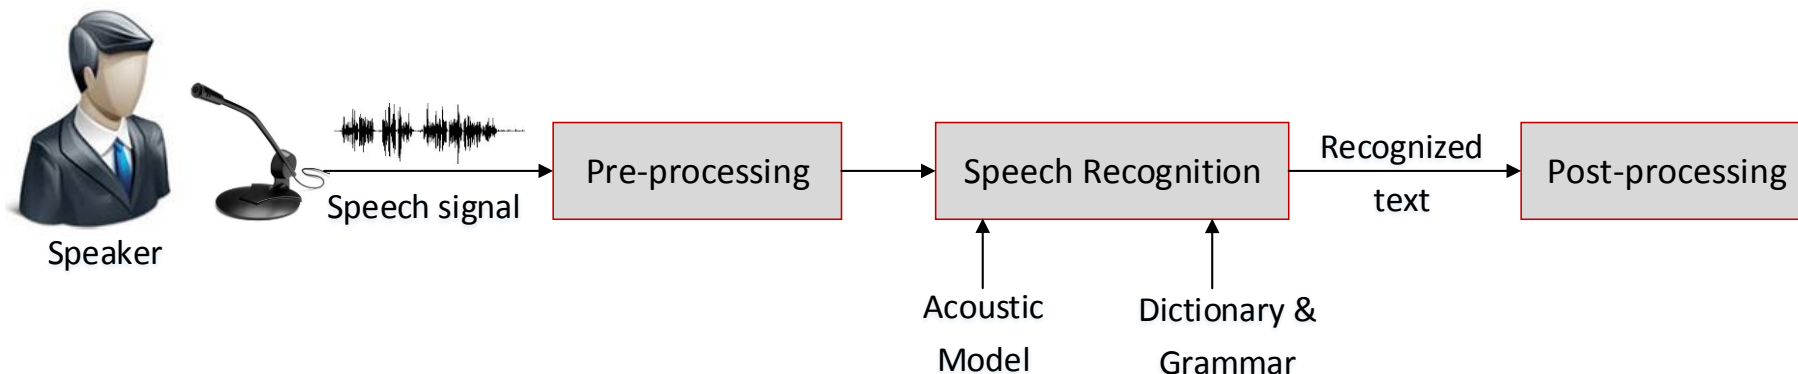 Speaker
Speech signal
Pre-processing
Speech Recognition
Acoustic
Model
Dictionary &
Grammar
Recognized
text
Post-processing